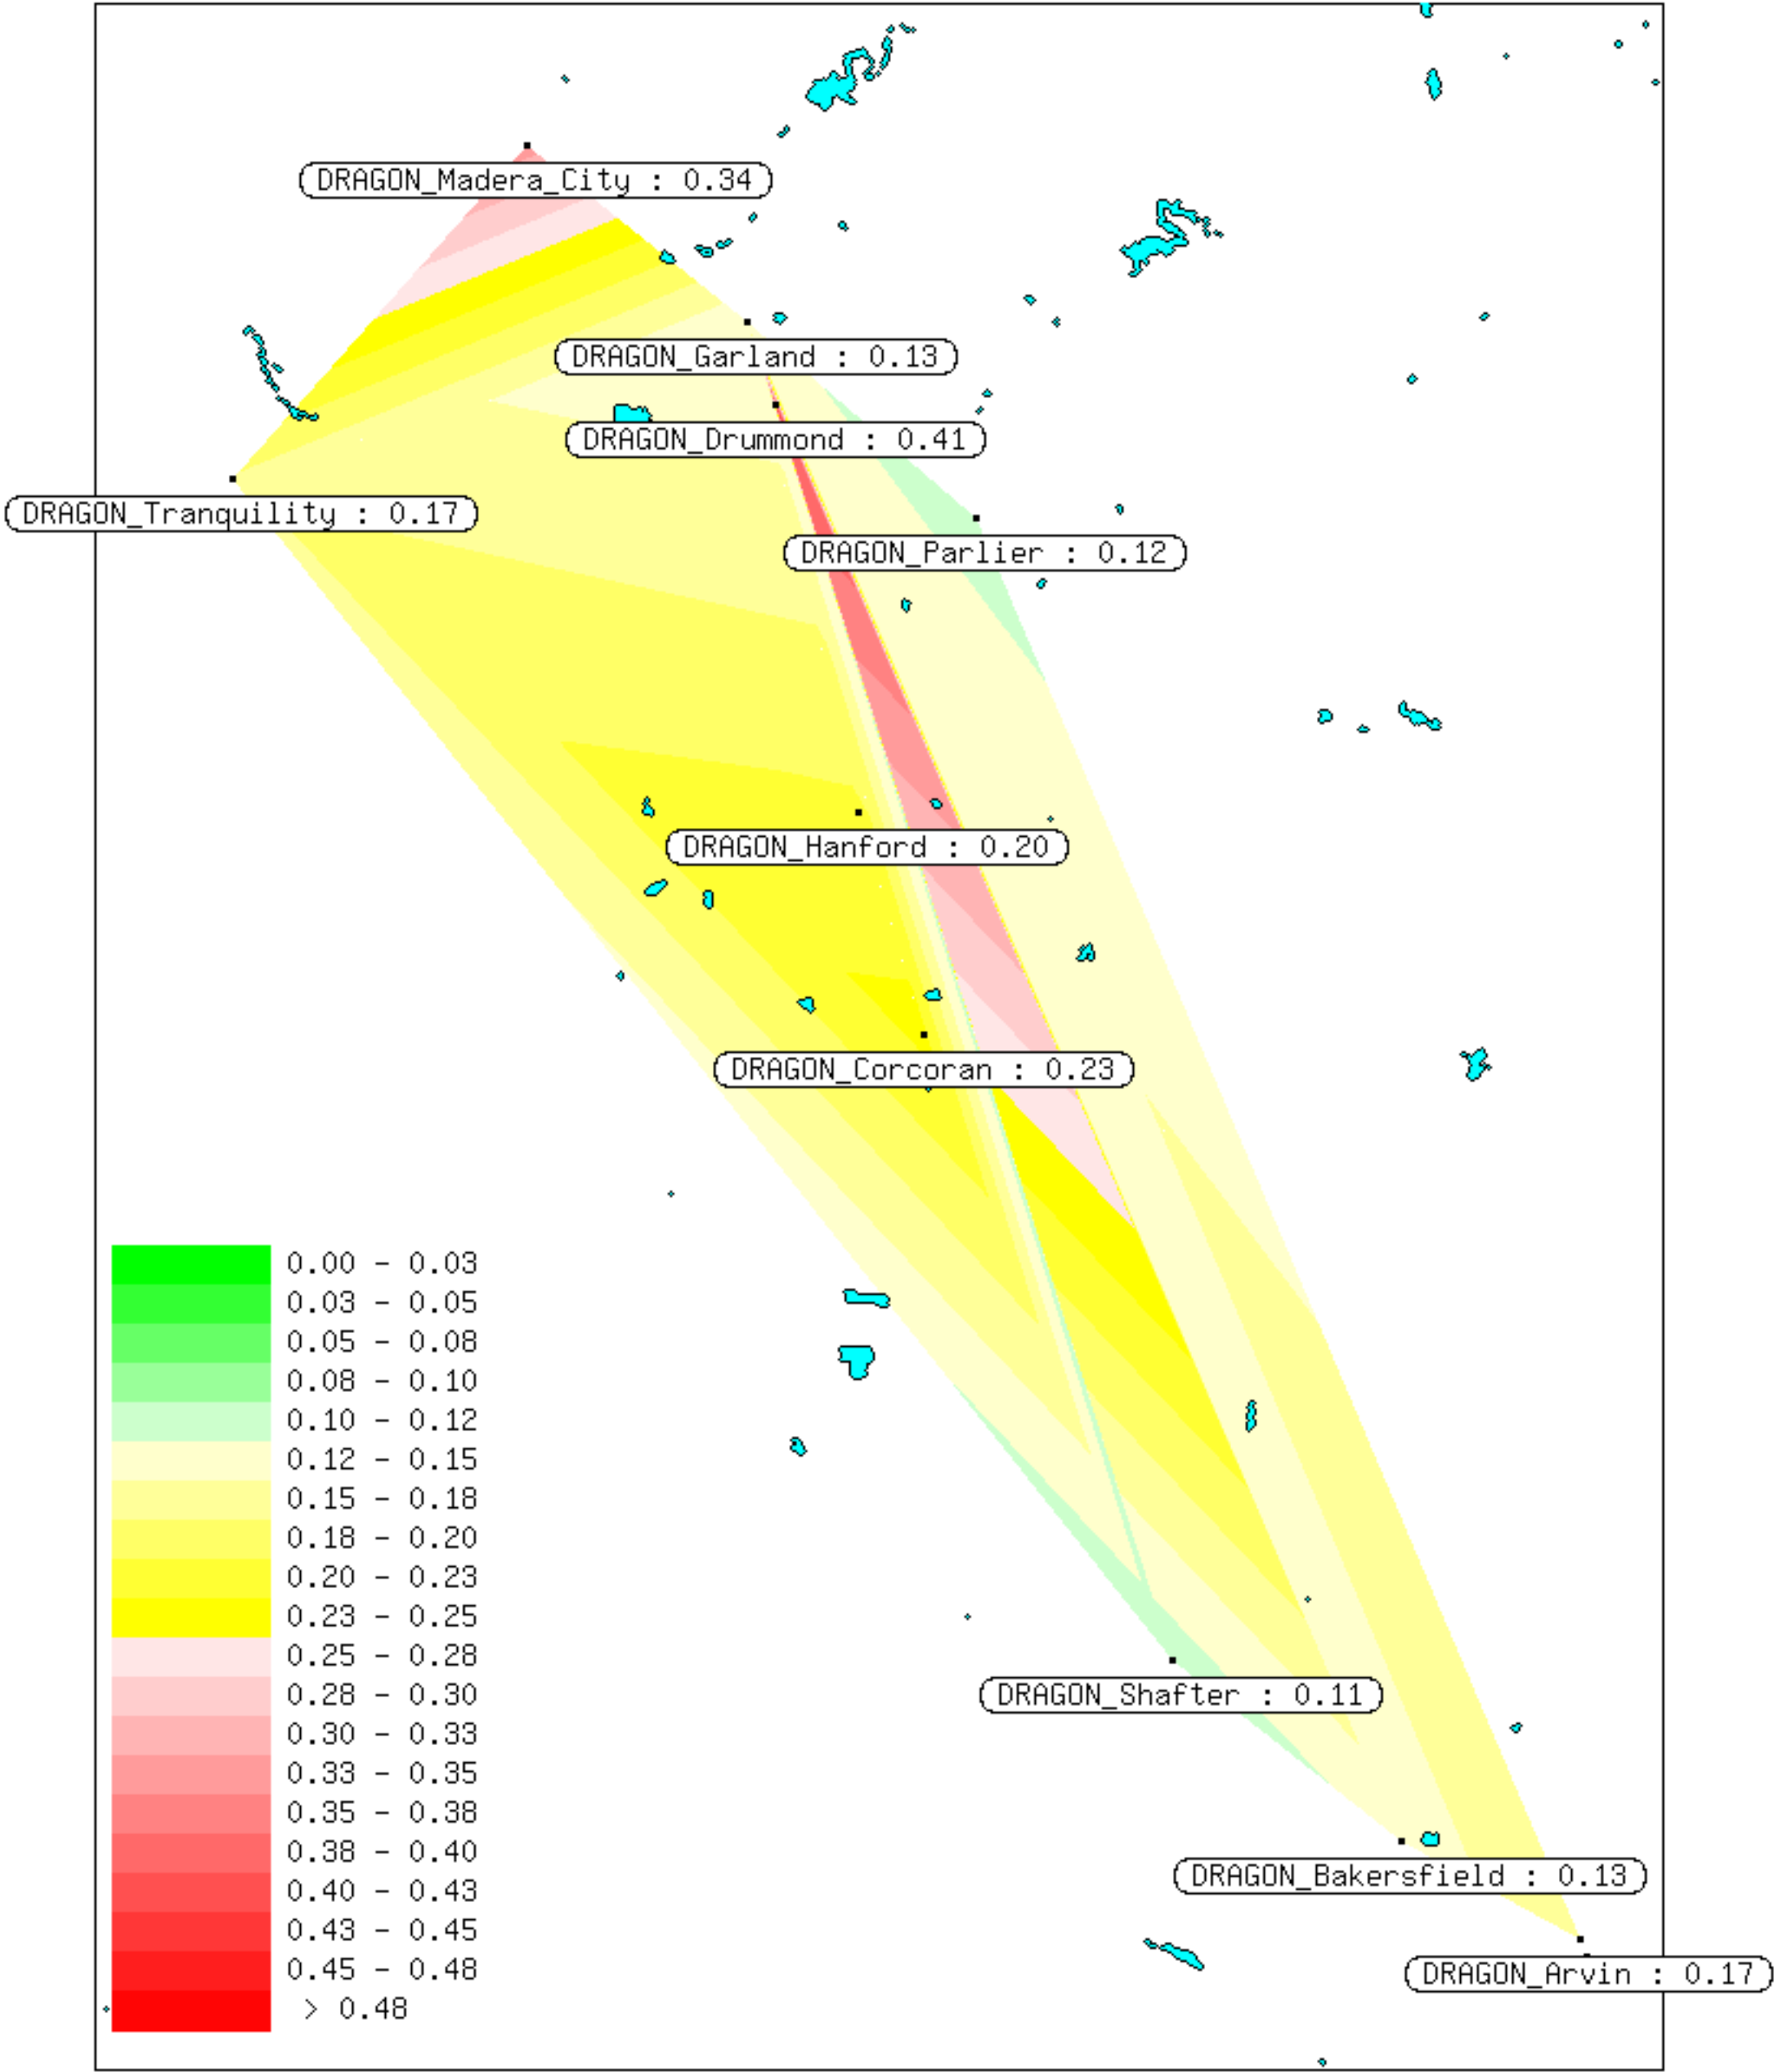 DRAGON_Madera_City : 0.34
DRAGON_Garland : 0.13
DRAGON_Drummond : 0.41
DRAGON_Tranquility : 0.17
DRAGON_Parlier : 0.12
DRAGON_Hanford : 0.20
DRAGON_Corcoran : 0.23
0.00 - 0.03
0.03 - 0.05
0.05 - 0.08
0.08 - 0.10
0.10 - 0.12
0.12 - 0.15
0.15 - 0.18
0.18 - 0.20
0.20 - 0.23
0.23 - 0.25
0.25 - 0.28
0.28 - 0.30
0.30 - 0.33
0.33 - 0.35
0.35 - 0.38
0.38 - 0.40
0.40 - 0.43
0.43 - 0.45
0.45 - 0.48
> 0.48
DRAGON_Shafter : 0.11
DRAGON_Bakersfield : 0.13
DRAGON_Arvin : 0.17